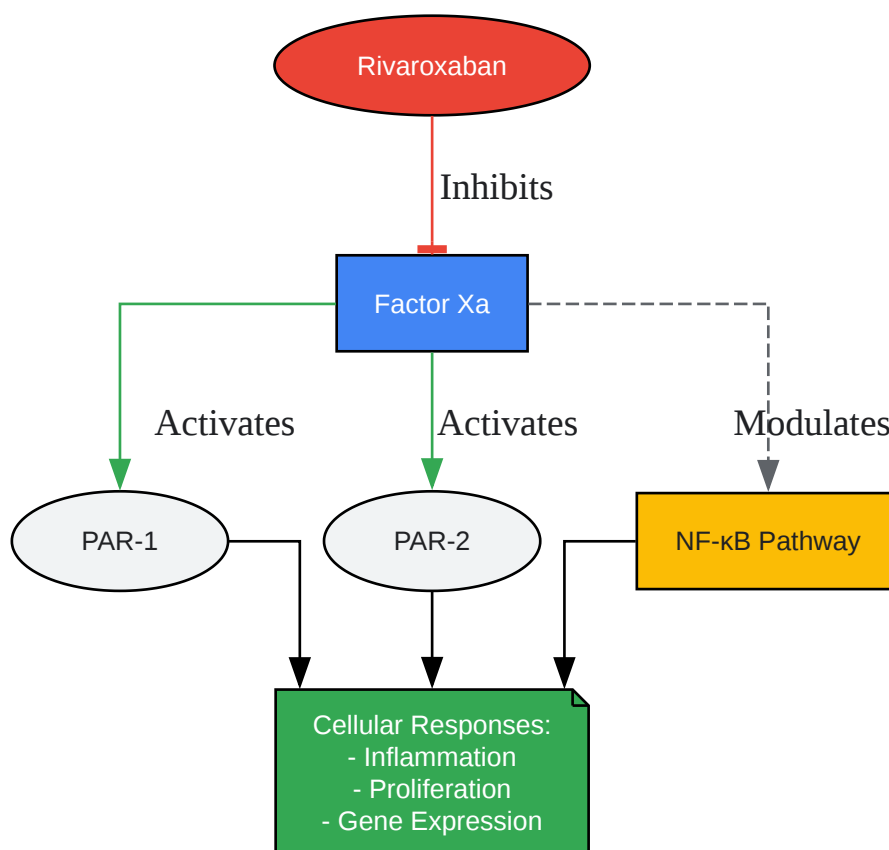 Rivaroxaban
Inhibits
Factor Xa
Activates
Activates
Modulates
PAR-1
PAR-2
NF-κB Pathway
Cellular Responses:
- Inflammation
- Proliferation
- Gene Expression